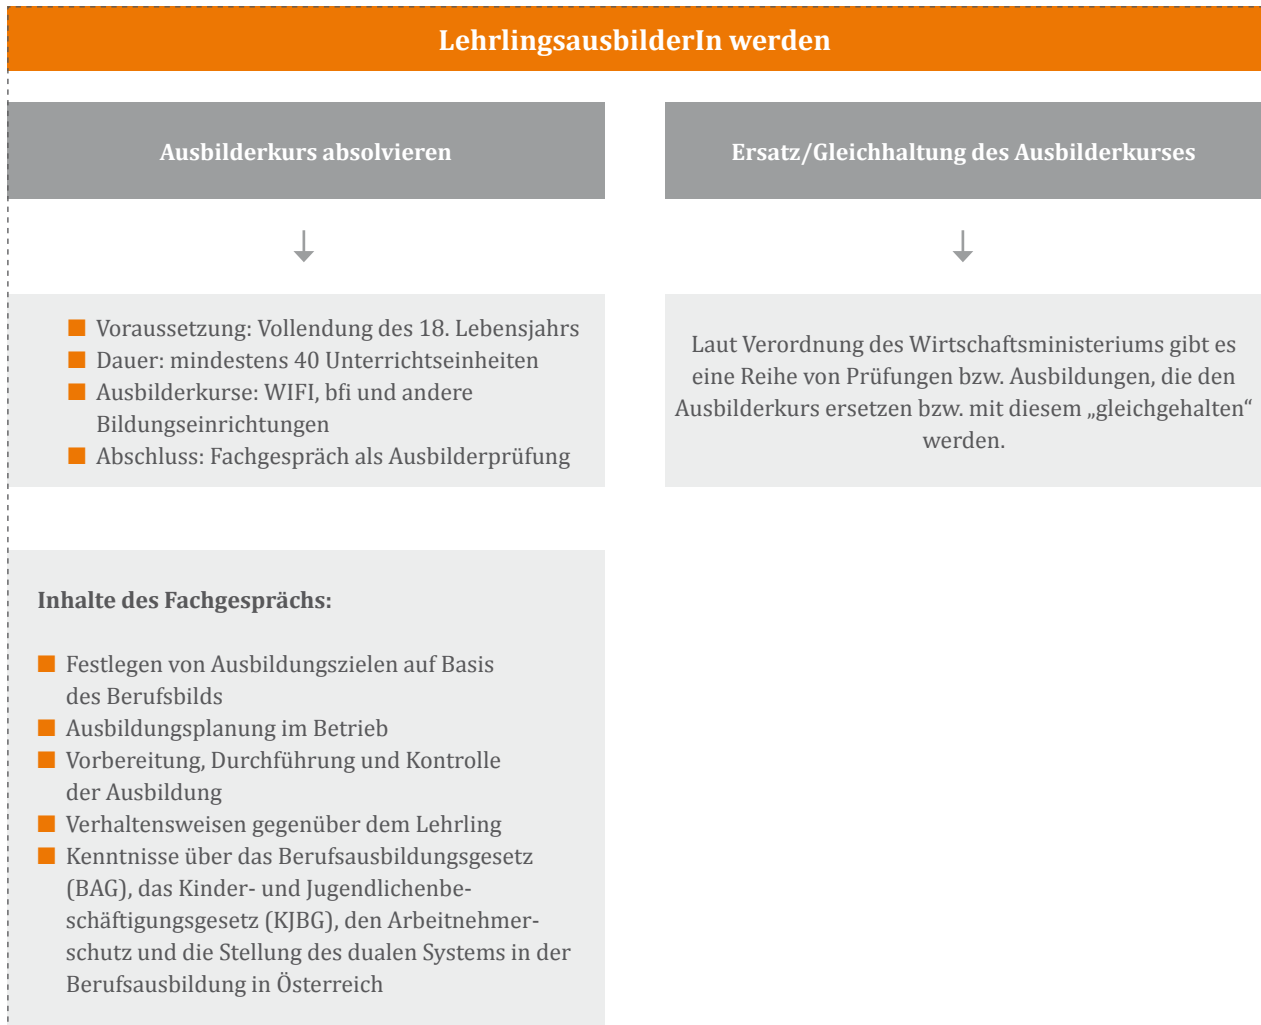 LehrlingsausbilderIn werden
Ausbilderkurs absolvieren
Voraussetzung: Vollendung des 18. Lebensjahrs
Dauer: mindestens 40 Unterrichtseinheiten
Ausbilderkurse: WIFI, bfi und andere
Bildungseinrichtungen
Abschluss: Fachgespräch als Ausbilderprüfung
Inhalte des Fachgesprächs:
Festlegen von Ausbildungszielen auf Basis
des Berufsbilds
Ausbildungsplanung im Betrieb
Vorbereitung, Durchführung und Kontrolle
der Ausbildung
Verhaltensweisen gegenüber dem Lehrling
Kenntnisse über das Berufsausbildungsgesetz
(BAG), das Kinder- und Jugendlichenbe-
schäftigungsgesetz (KJBG), den Arbeitnehmer-
schutz und die Stellung des dualen Systems in der
Berufsausbildung in Österreich
Ersatz/Gleichhaltung des Ausbilderkurses
Laut Verordnung des Wirtschaftsministeriums gibt es
eine Reihe von Prüfungen bzw. Ausbildungen, die den
Ausbilderkurs ersetzen bzw. mit diesem „gleichgehalten“
werden.